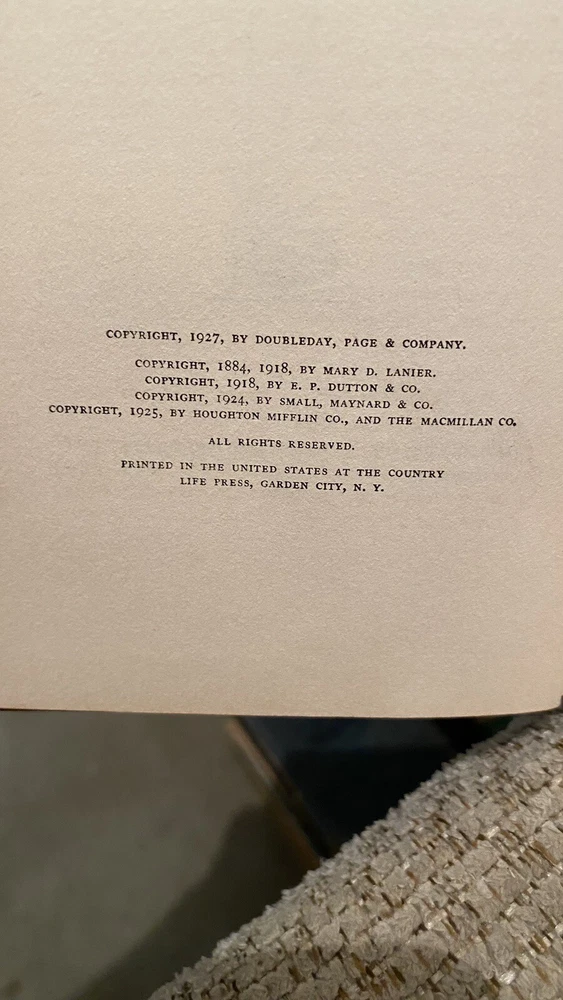 COPYRIGHT, 1927, BY DOUBLEDAY, PAGE & COMPANY.
COPYRIGHT, 1884, 1918, BY MARY D. LANIER.
COPYRIGHT, 1918, BY E. P. DUTTON & CO.
COPYRIGHT, 1924, BY SMALL, MAYNARD & CO.
COPYRIGHT, 1925, BY HOUGHTON MIFFLIN CO., AND THE MACMILLAN CO.
ALL RIGHTS RESERVED.
PRINTED IN THE UNITED STATES AT THE COUNTRY
LIFE PRESS, GARDEN CITY, N. Y.